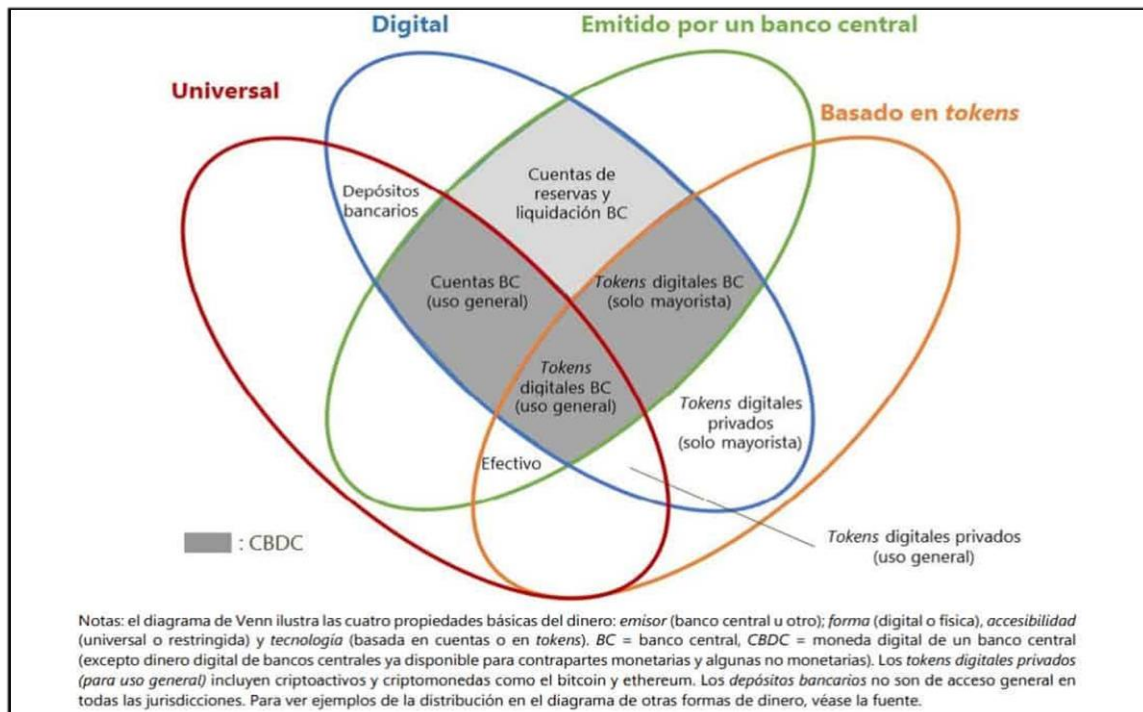 Digital
Emitido por un banco central
Universal
Basado en tokens
Depósitos
bancarios
Cuentas de
reservas y
liquidación BC
Cuentas BC
(uso general)
Tokens digitales BC
(solo mayorista)
Tokens
digitales BC
(uso general)
Tokens digitales
privados
(solo mayorista)
Efectivo
Tokens digitales privados
(uso general)
: CBDC
Notas: el diagrama de Venn ilustra las cuatro propiedades básicas del dinero: emisor (banco central u otro); forma (digital o física), accesibilidad
(universal o restringida) y tecnología (basada en cuentas o en tokens). BC = banco central, CBDC = moneda digital de un banco central
(excepto dinero digital de bancos centrales ya disponible para contrapartes monetarias y algunas no monetarias). Los tokens digitales privados
(para uso general) incluyen criptoactivos y criptomonedas como el bitcoin y ethereum. Los depósitos bancarios no son de acceso general en
todas las jurisdicciones. Para ver ejemplos de la distribución en el diagrama de otras formas de dinero, véase la fuente.